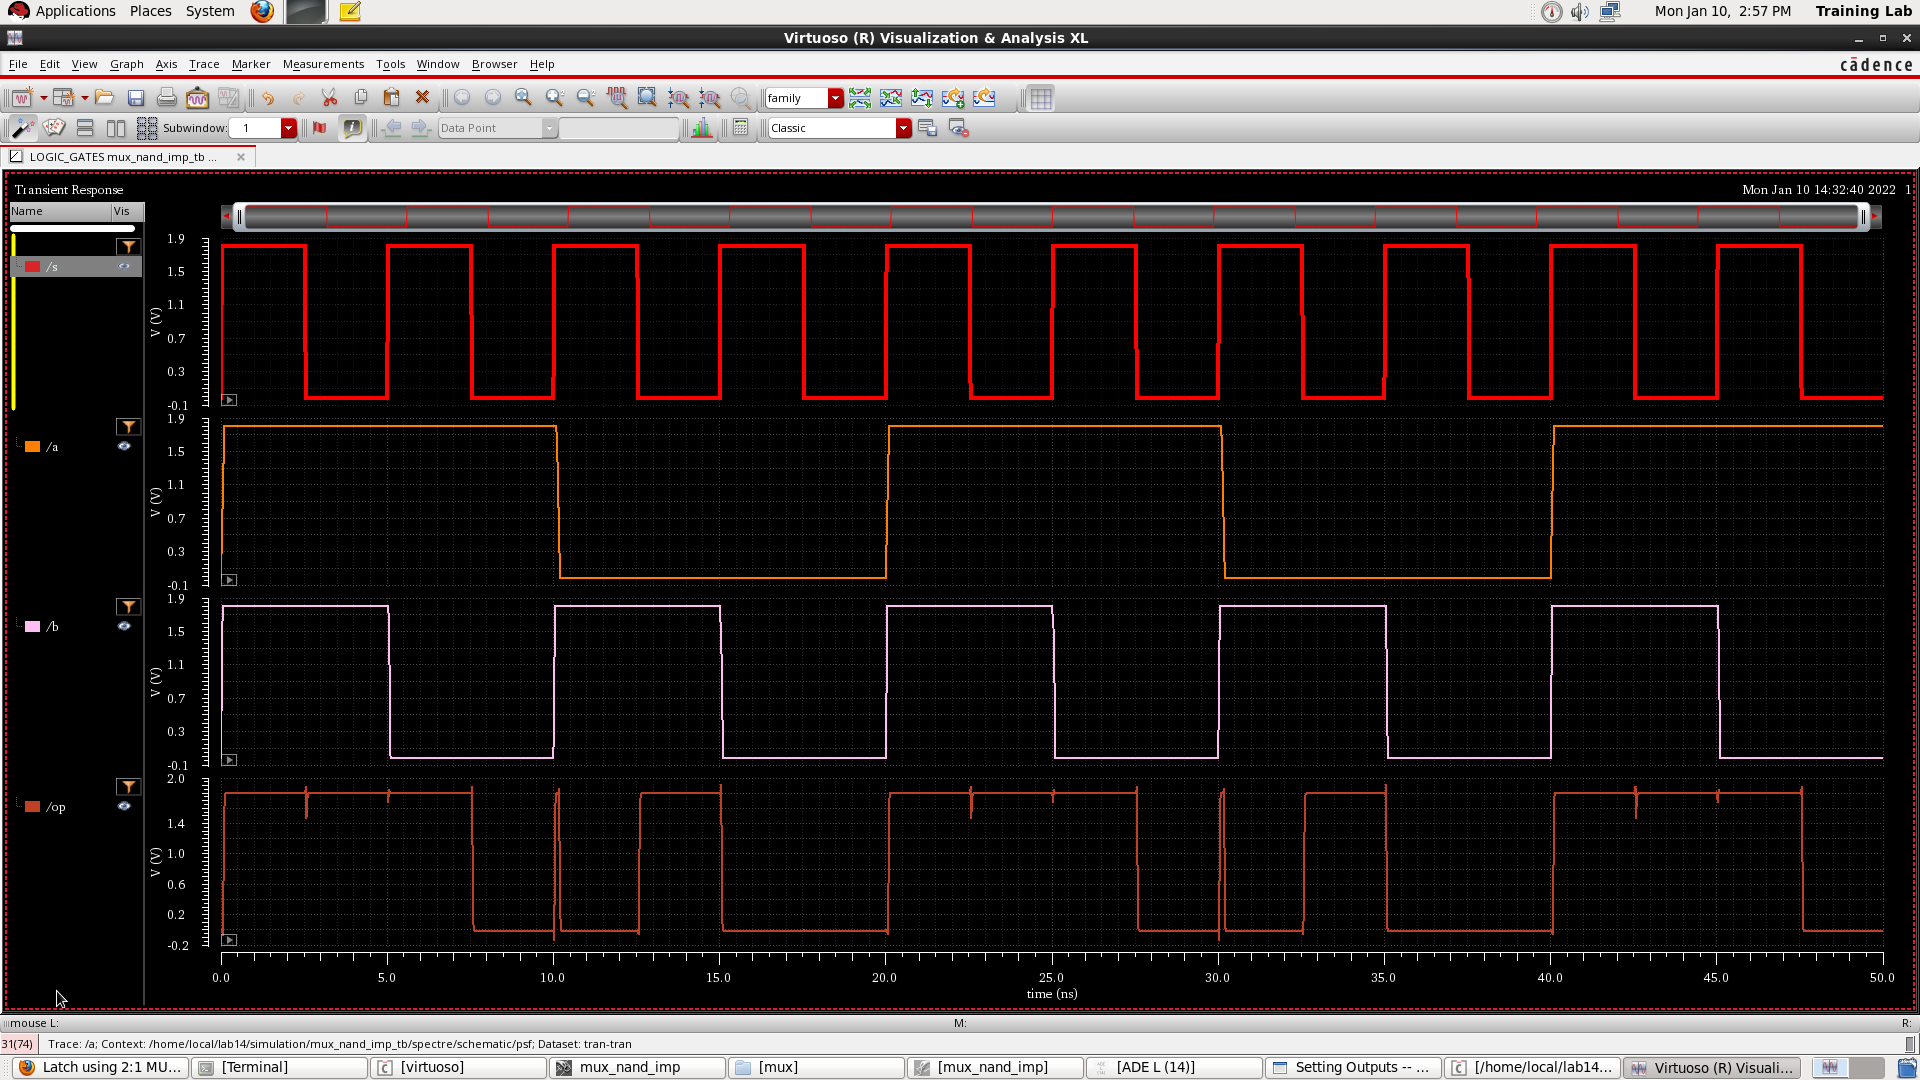 Applications Places System Mon Jan 10, 2:57 PM Training Lab
Virtuoso (R) Visualization & Analysis XL
File Edit View Graph Axis Trace Marker Measurements Tools Window Browser Help cādence
family
Subwindow: 1 Data Point Classic
LOGIC_GATES mux_nand_imp_tb ...
Transient Response Mon Jan 10 14:32:40 2022 1
Name Vis
/s
1.9
1.5
1.1
0.7
0.3
-0.1
V (V)
/a
1.9
1.5
1.1
0.7
0.3
-0.1
V (V)
/b
1.9
1.5
1.1
0.7
0.3
-0.1
V (V)
/op
2.0
1.4
1.0
0.6
0.2
-0.2
V (V)
0.0 5.0 10.0 15.0 20.0 25.0 30.0 35.0 40.0 45.0 50.0
time (ns)
mouse L: M: R:
31(74) Trace: /a; Context: /home/local/lab14/simulation/mux_nand_imp_tb/spectre/schematic/psf; Dataset: tran-tran
Latch using 2:1 MU... [Terminal] [virtuoso] mux_nand_imp [mux] [mux_nand_imp] [ADE L (14)] Setting Outputs -- ... [/home/local/lab14... Virtuoso (R) Visuali...